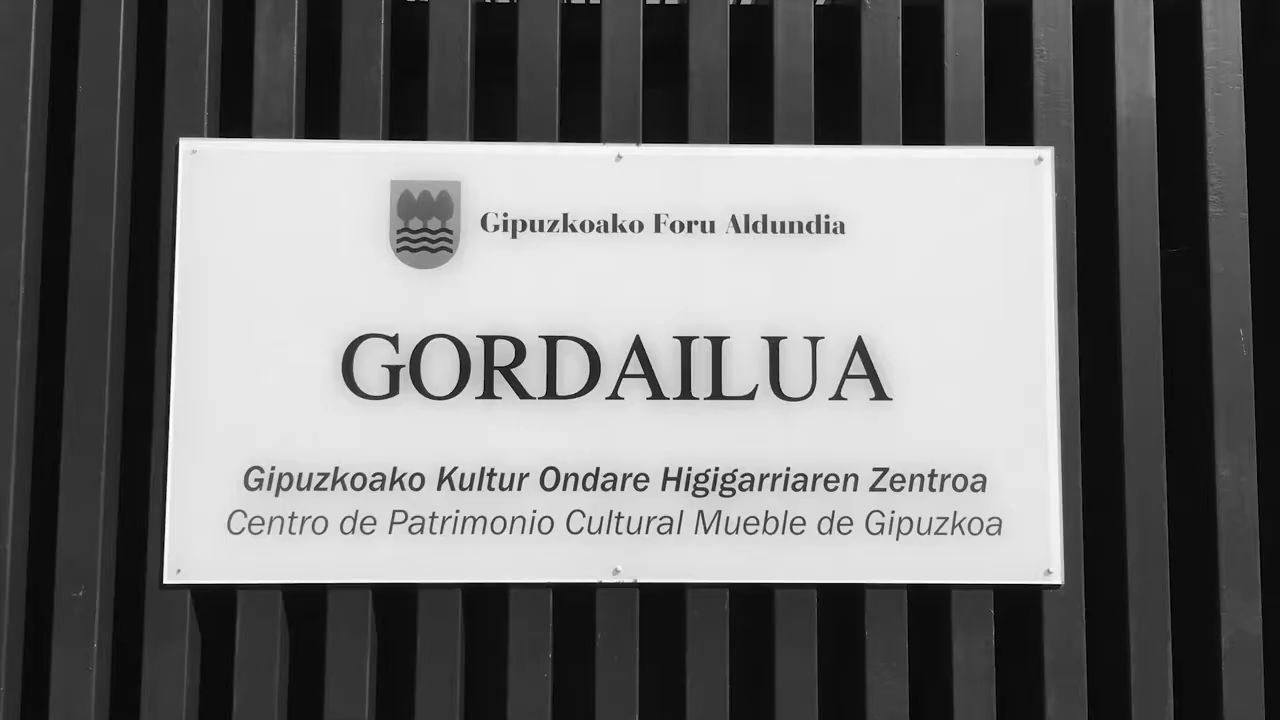 Gipuzkoako Foru Aldundia
GORDAILUA
Gipuzkoako Kultur Ondare Higigarriaren Zentroa
Centro de Patrimonio Cultural Mueble de Gipuzkoa